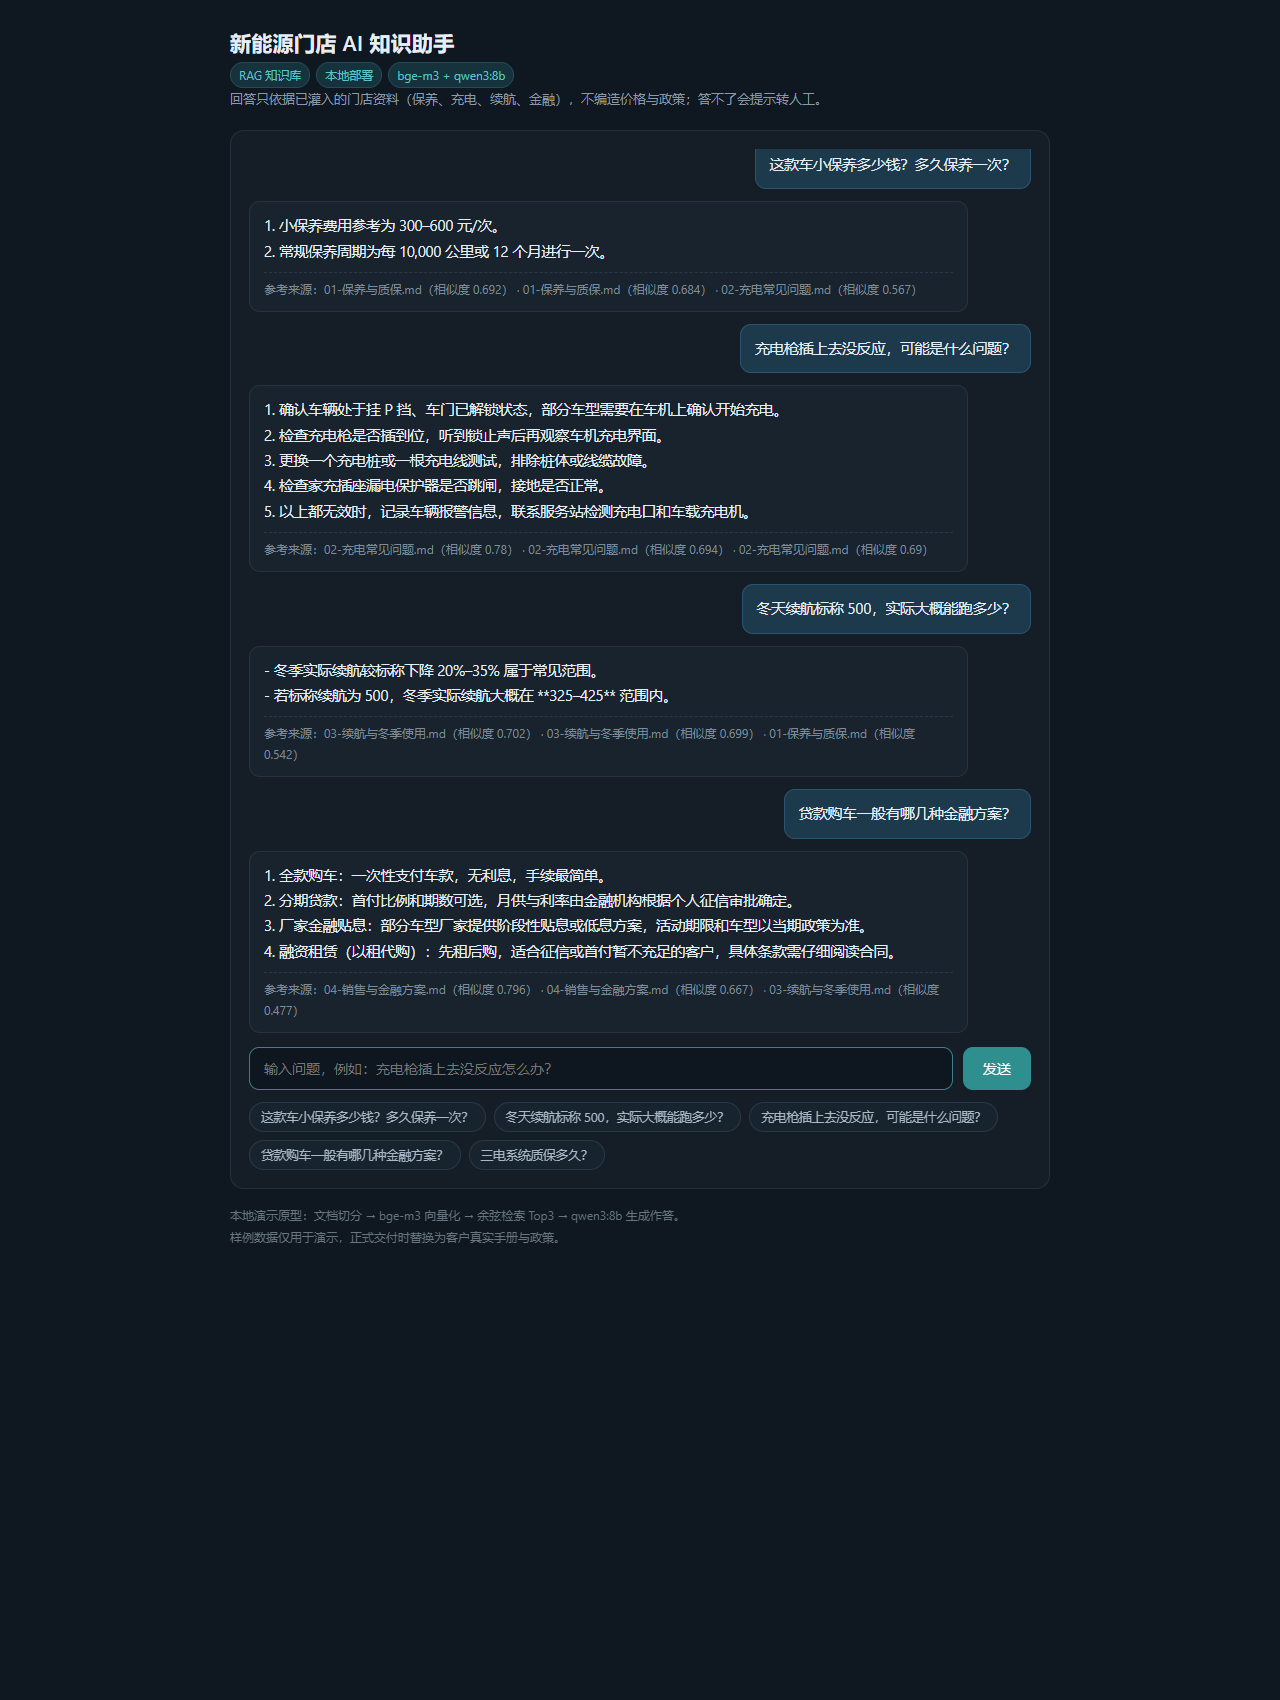 新能源门店 AI 知识助手
RAG 知识库 本地部署 bge-m3 + qwen3:8b
回答只依据已灌入的门店资料（保养、充电、续航、金融），不编造价格与政策；答不了会提示转人工。
这款车小保养多少钱？多久保养一次？
1. 小保养费用参考为 300–600 元/次。
2. 常规保养周期为每 10,000 公里或 12 个月进行一次。
参考来源：01-保养与质保.md（相似度 0.692） · 01-保养与质保.md（相似度 0.684） · 02-充电常见问题.md（相似度 0.567）
充电枪插上去没反应，可能是什么问题？
1. 确认车辆处于挂 P 挡、车门已解锁状态，部分车型需要在车机上确认开始充电。
2. 检查充电枪是否插到位，听到锁止声后再观察车机充电界面。
3. 更换一个充电桩或一根充电线测试，排除桩体或线缆故障。
4. 检查家充插座漏电保护器是否跳闸，接地是否正常。
5. 以上都无效时，记录车辆报警信息，联系服务站检测充电口和车载充电机。
参考来源：02-充电常见问题.md（相似度 0.78） · 02-充电常见问题.md（相似度 0.694） · 02-充电常见问题.md（相似度 0.69）
冬天续航标称 500，实际大概能跑多少？
- 冬季实际续航较标称下降 20%–35% 属于常见范围。
- 若标称续航为 500，冬季实际续航大概在 **325–425** 范围内。
参考来源：03-续航与冬季使用.md（相似度 0.702） · 03-续航与冬季使用.md（相似度 0.699） · 01-保养与质保.md（相似度
0.542）
贷款购车一般有哪几种金融方案？
1. 全款购车：一次性支付车款，无利息，手续最简单。
2. 分期贷款：首付比例和期数可选，月供与利率由金融机构根据个人征信审批确定。
3. 厂家金融贴息：部分车型厂家提供阶段性贴息或低息方案，活动期限和车型以当期政策为准。
4. 融资租赁（以租代购）：先租后购，适合征信或首付暂不充足的客户，具体条款需仔细阅读合同。
参考来源：04-销售与金融方案.md（相似度 0.796） · 04-销售与金融方案.md（相似度 0.667） · 03-续航与冬季使用.md（相似度
0.477）
输入问题，例如：充电枪插上去没反应怎么办？ 发送
这款车小保养多少钱？多久保养一次？ 冬天续航标称 500，实际大概能跑多少？ 充电枪插上去没反应，可能是什么问题？
贷款购车一般有哪几种金融方案？ 三电系统质保多久？
本地演示原型：文档切分 → bge-m3 向量化 → 余弦检索 Top3 → qwen3:8b 生成作答。
样例数据仅用于演示，正式交付时替换为客户真实手册与政策。